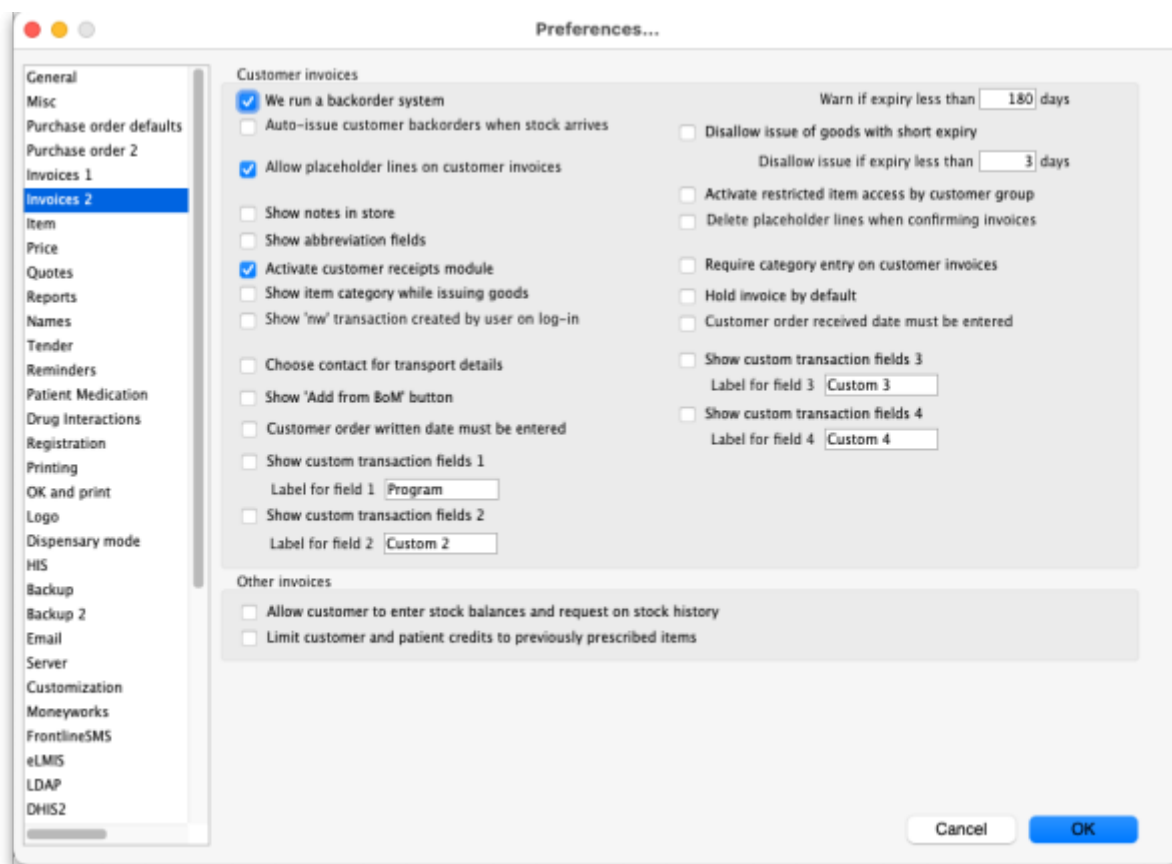 Preferences...
General
Misc
Purchase order defaults
Purchase order 2
Invoices 1
Invoices 2
Item
Price
Quotes
Reports
Names
Tender
Reminders
Patient Medication
Drug Interactions
Registration
Printing
OK and print
Logo
Dispensary mode
HIS
Backup
Backup 2
Email
Server
Customization
Moneyworks
FrontlineSMS
eLMIS
LDAP
DHIS2
Customer invoices
We run a backorder system
Auto-issue customer backorders when stock arrives
Allow placeholder lines on customer invoices
Show notes in store
Show abbreviation fields
Activate customer receipts module
Show item category while issuing goods
Show 'nw' transaction created by user on log-in
Choose contact for transport details
Show 'Add from BoM' button
Customer order written date must be entered
Show custom transaction fields 1
Label for field 1 Program
Show custom transaction fields 2
Label for field 2 Custom 2
Warn if expiry less than 180 days
Disallow issue of goods with short expiry
Disallow issue if expiry less than 3 days
Activate restricted item access by customer group
Delete placeholder lines when confirming invoices
Require category entry on customer invoices
Hold invoice by default
Customer order received date must be entered
Show custom transaction fields 3
Label for field 3 Custom 3
Show custom transaction fields 4
Label for field 4 Custom 4
Other invoices
Allow customer to enter stock balances and request on stock history
Limit customer and patient credits to previously prescribed items
Cancel
OK